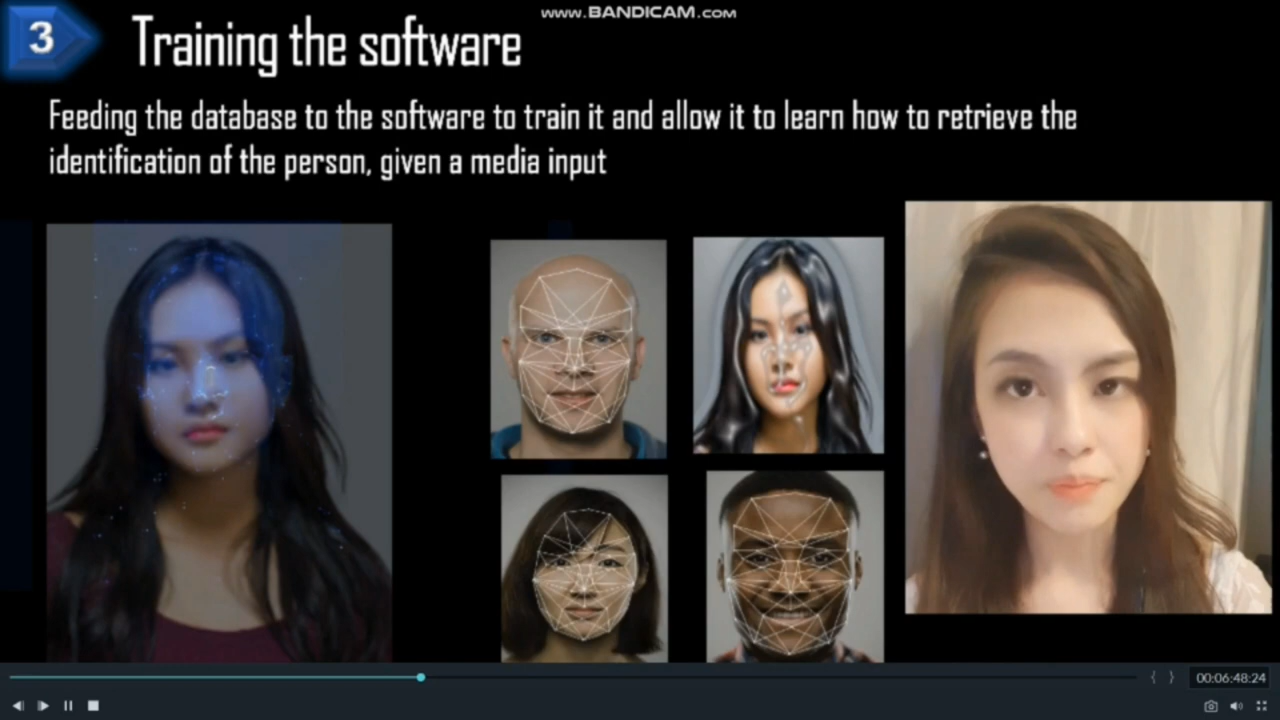 www.BANDICAM.com
3
Training the software
Feeding the database to the software to train it and allow it to learn how to retrieve the
identification of the person, given a media input
00:06:48:24